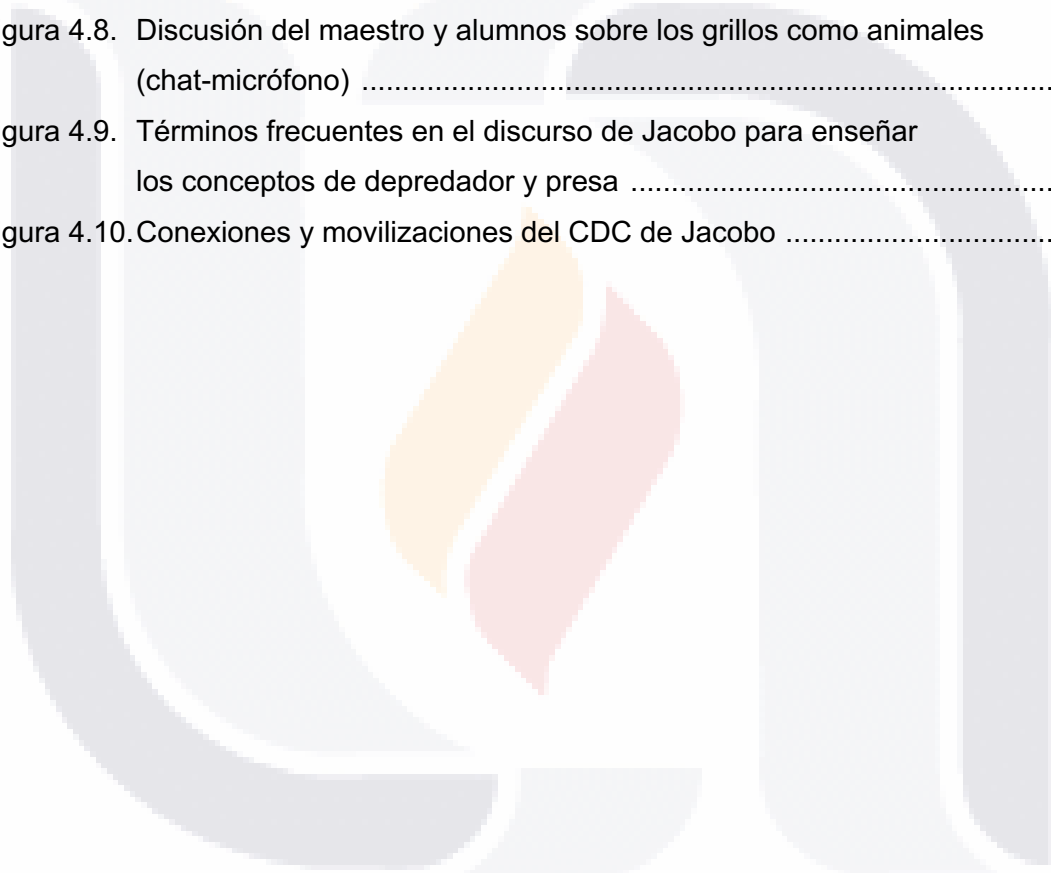 gura 4.8. Discusión del maestro y alumnos sobre los grillos como animales
(chat-micrófono) ................................................................................
gura 4.9. Términos frecuentes en el discurso de Jacobo para enseñar
los conceptos de depredador y presa ................................................
gura 4.10. Conexiones y movilizaciones del CDC de Jacobo ..............................